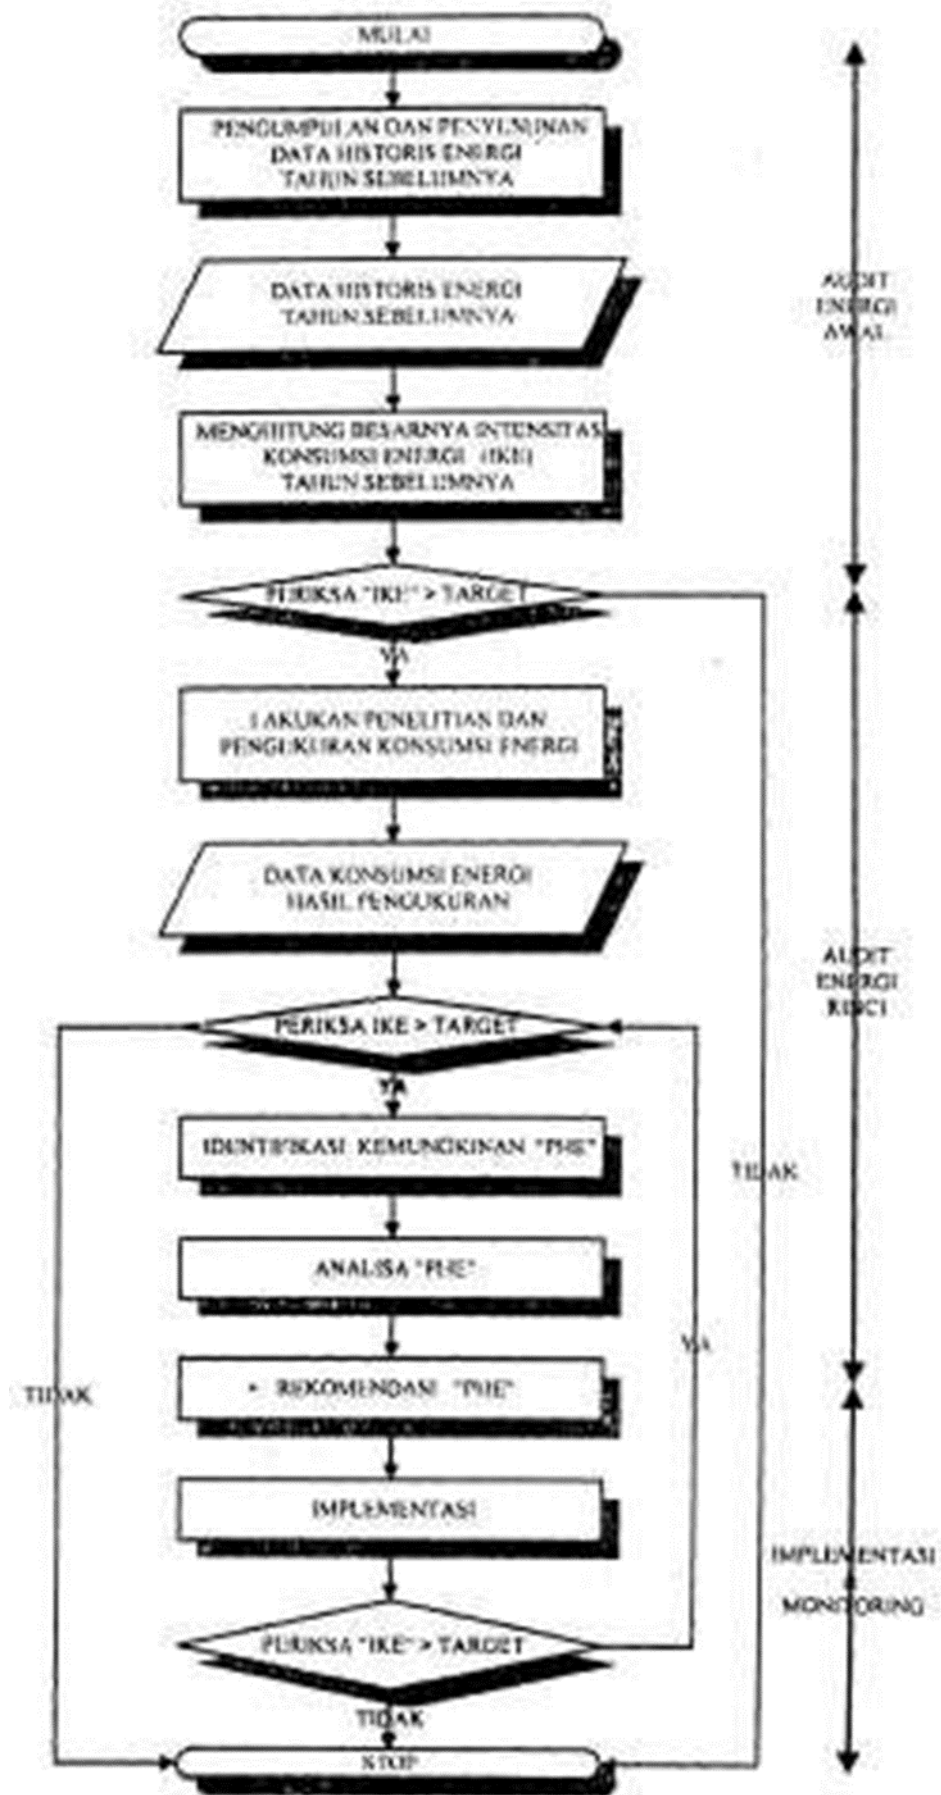 MULAI
PENGUMPULAN DAN PENYUSUNAN
DATA HISTORIS ENERGI
TAHUN SEBELUMNYA
DATA HISTORIS ENERGI
TAHUN SEBELUMNYA
MENGHITUNG BESARNYA INTENSITAS
KONSUMSI ENERGI (IKE)
TAHUN SEBELUMNYA
PERIKSA "IKE" > TARGET
YA
LAKUKAN PENELITIAN DAN
PENGUKURAN KONSUMSI ENERGI
DATA KONSUMSI ENERGI
HASIL PENGUKURAN
PERIKSA IKE > TARGET
YA
IDENTIFIKASI KEMUNGKINAN "PHE"
ANALISA "PHE"
• REKOMENDASI "PHE"
IMPLEMENTASI
PERIKSA "IKE" > TARGET
TIDAK
STOP
TIDAK
YA
TIDAK
AUDIT
ENERGI
AWAL
AUDIT
ENERGI
RINCI
IMPLEMENTASI
MONITORING